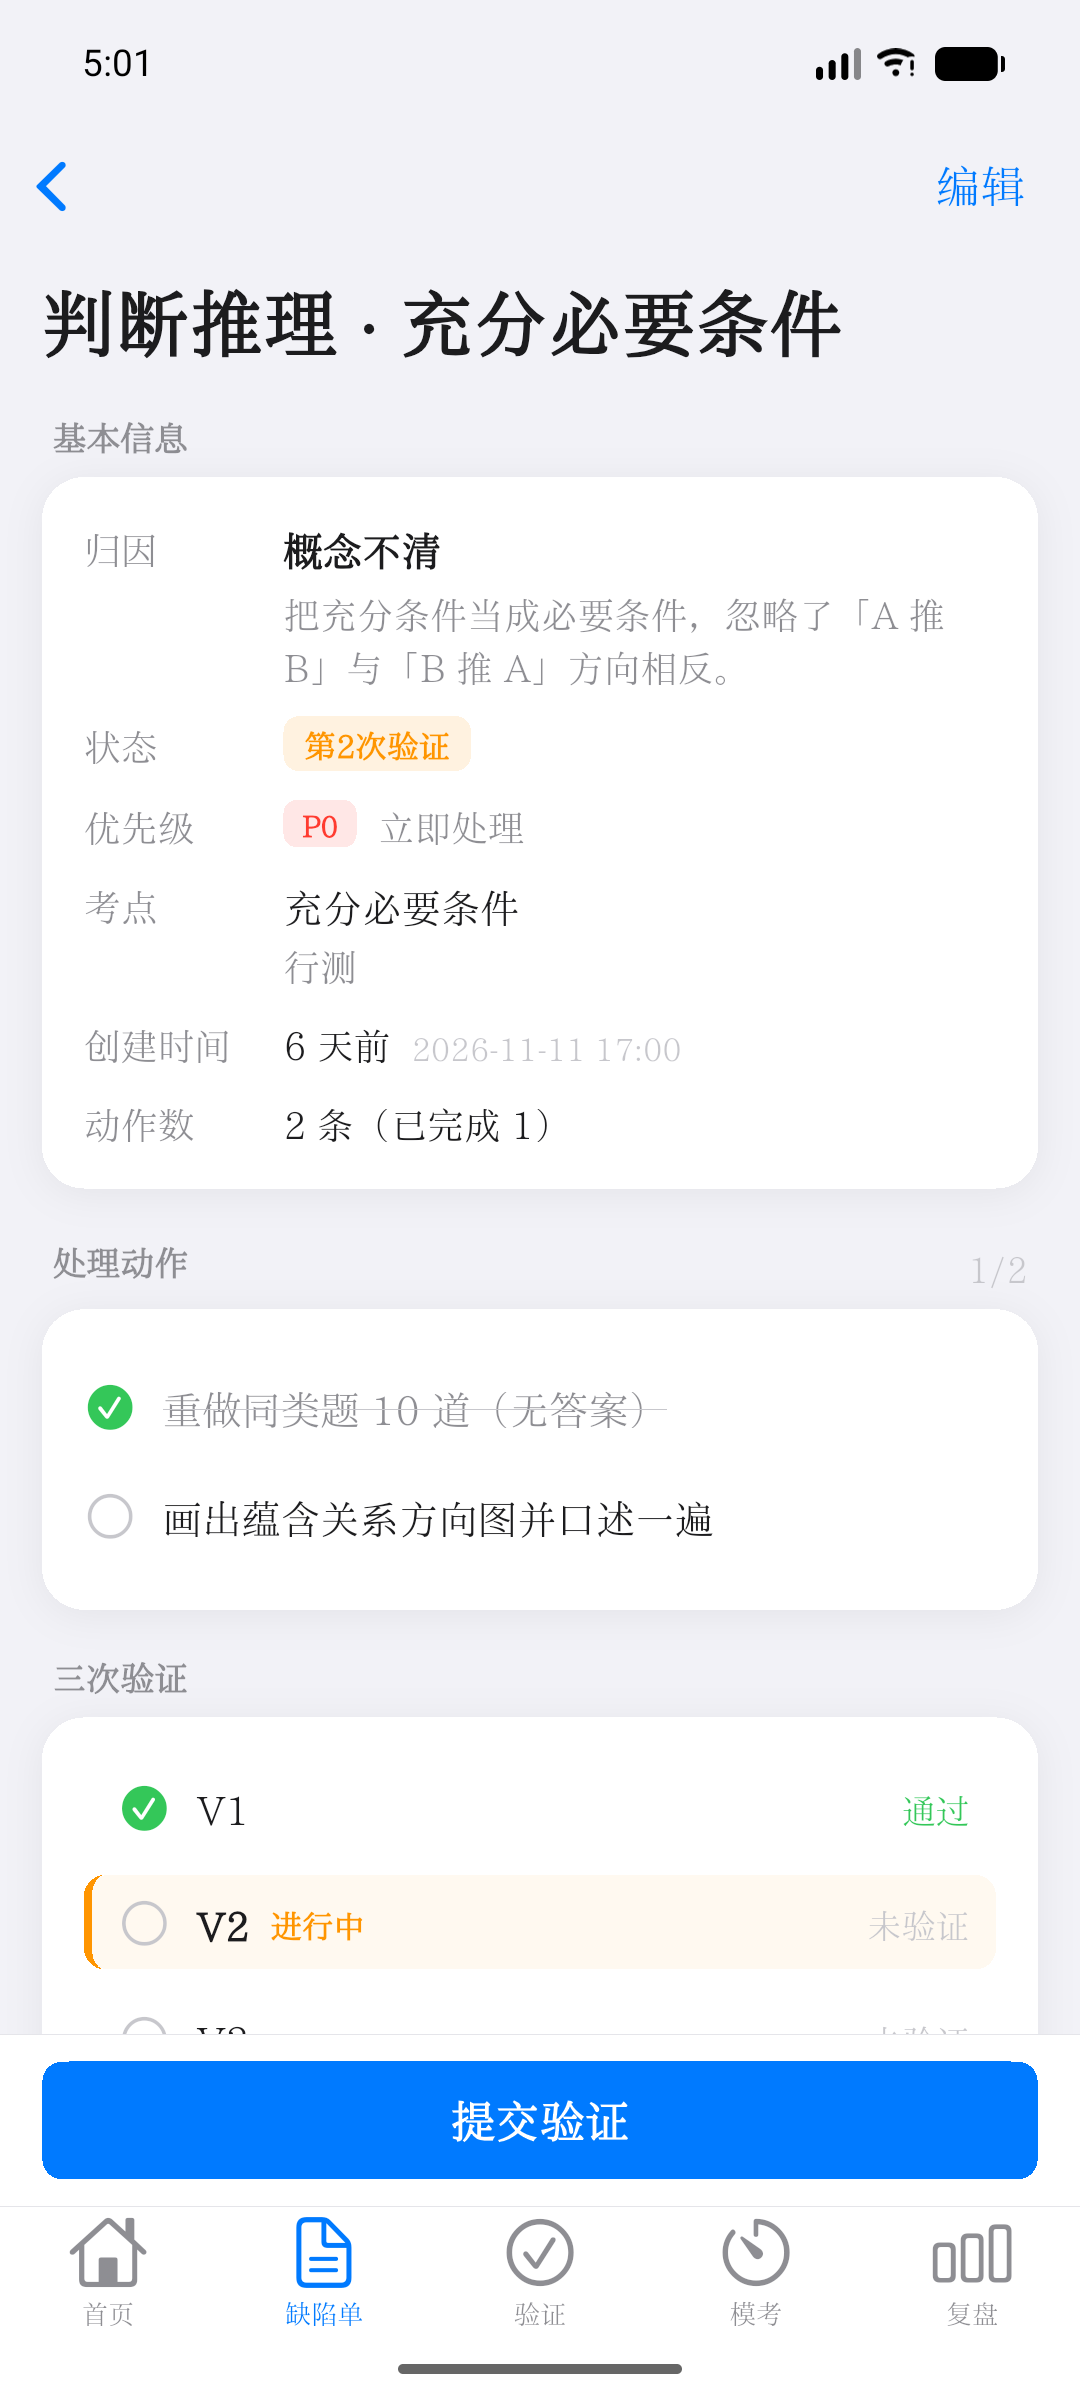 5:01
编辑
判断推理 · 充分必要条件
基本信息
归因 概念不清
把充分条件当成必要条件，忽略了「A 推
B」与「B 推 A」方向相反。
状态 第2次验证
优先级 P0 立即处理
考点 充分必要条件
行测
创建时间 6 天前 2026-11-11 17:00
动作数 2 条（已完成 1）
处理动作 1/2
重做同类题 10 道（无答案）
画出蕴含关系方向图并口述一遍
三次验证
V1 通过
V2 进行中 未验证
提交验证
首页 缺陷单 验证 模考 复盘